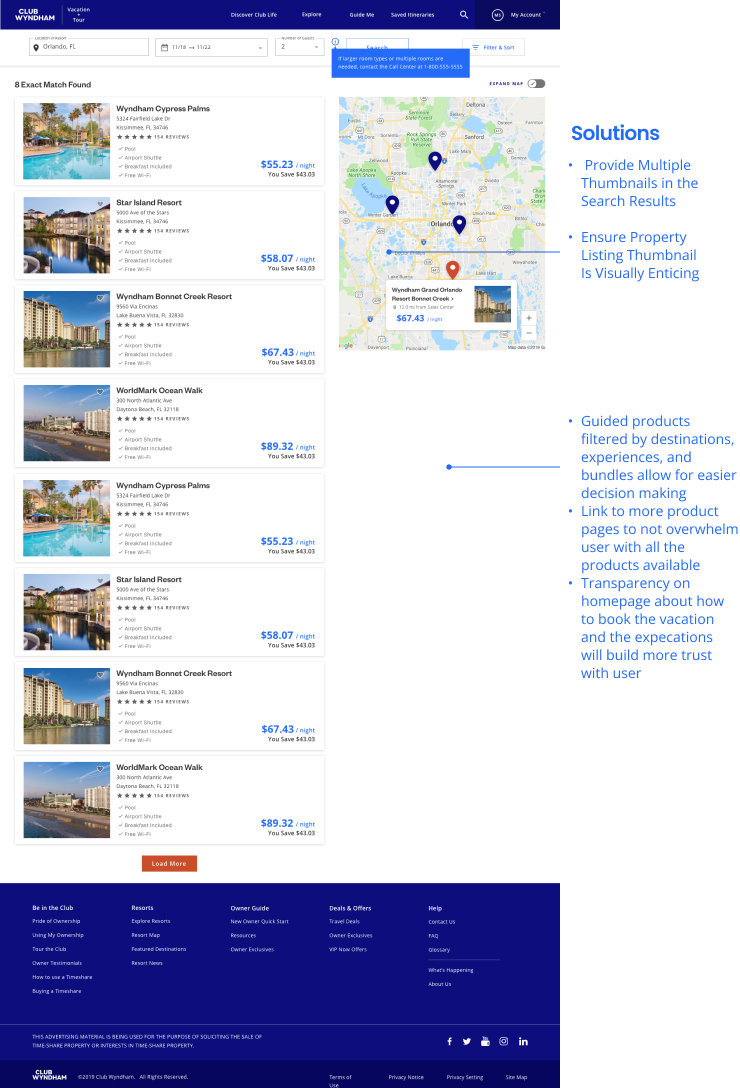 CLUB
WYNDHAM
Vacation
+
Tour
Discover Club Life
Explore
Guide Me
Saved Itineraries
MS
My Account
Location or Resort
Orlando, FL
11/18 → 11/22
Number of Guests
2
Search
Filter & Sort
If larger room types or multiple rooms are
needed, contact the Call Center at 1-800-555-5555
8 Exact Match Found
EXPAND MAP
Wyndham Cypress Palms
5324 Fairfield Lake Dr
Kissimmee, FL 34746
★★★★★ 154 REVIEWS
✓ Pool
✓ Airport Shuttle
✓ Breakfast Included
✓ Free Wi-Fi
$55.23 / night
You Save $43.03
Star Island Resort
5000 Ave of the Stars
Kissimmee, FL 34746
★★★★★ 154 REVIEWS
✓ Pool
✓ Airport Shuttle
✓ Breakfast Included
✓ Free Wi-Fi
$58.07 / night
You Save $43.03
Wyndham Bonnet Creek Resort
9560 Via Encinas
Lake Buena Vista, FL 32830
★★★★★ 154 REVIEWS
✓ Pool
✓ Airport Shuttle
✓ Breakfast Included
✓ Free Wi-Fi
$67.43 / night
You Save $43.03
WorldMark Ocean Walk
300 North Atlantic Ave
Daytona Beach, FL 32118
★★★★★ 154 REVIEWS
✓ Pool
✓ Airport Shuttle
✓ Breakfast Included
✓ Free Wi-Fi
$89.32 / night
You Save $43.03
Wyndham Cypress Palms
5324 Fairfield Lake Dr
Kissimmee, FL 34746
★★★★★ 154 REVIEWS
✓ Pool
✓ Airport Shuttle
✓ Breakfast Included
✓ Free Wi-Fi
$55.23 / night
You Save $43.03
Star Island Resort
5000 Ave of the Stars
Kissimmee, FL 34746
★★★★★ 154 REVIEWS
✓ Pool
✓ Airport Shuttle
✓ Breakfast Included
✓ Free Wi-Fi
$58.07 / night
You Save $43.03
Wyndham Bonnet Creek Resort
9560 Via Encinas
Lake Buena Vista, FL 32830
★★★★★ 154 REVIEWS
✓ Pool
✓ Airport Shuttle
✓ Breakfast Included
✓ Free Wi-Fi
$67.43 / night
You Save $43.03
WorldMark Ocean Walk
300 North Atlantic Ave
Daytona Beach, FL 32118
★★★★★ 154 REVIEWS
✓ Pool
✓ Airport Shuttle
✓ Breakfast Included
✓ Free Wi-Fi
$89.32 / night
You Save $43.03
Load More
Deltona
Seminole
State Forest
Eustis
Sanford
Rock Springs
Run State
Reserve
Lake Mary
Zellwood
Lake Apopka
North Shore
Altamonte
Springs
Winter Park
Winter Garden
Union Park
Orlando
Christmas
Wewahotee
Lake Buena
Lake Hart
Davenport
Poinciana
Map data ©2019
Wyndham Grand Orlando
Resort Bonnet Creek >
12.0 mi from Sales Center
$67.43 / night
+
−
Solutions
• Provide Multiple
Thumbnails in the
Search Results
• Ensure Property
Listing Thumbnail
Is Visually Enticing
• Guided products
filtered by destinations,
experiences, and
bundles allow for easier
decision making
• Link to more product
pages to not overwhelm
user with all the
products available
• Transparency on
homepage about how
to book the vacation
and the expecations
will build more trust
with user
Be in the Club
Pride of Ownership
Using My Ownership
Tour the Club
Owner Testimonials
How to use a Timeshare
Buying a Timeshare
Resorts
Explore Resorts
Resort Map
Featured Destinations
Resort News
Owner Guide
New Owner Quick Start
Resources
Owner Exclusives
Deals & Offers
Travel Deals
Owner Exclusives
VIP Now Offers
Help
Contact Us
FAQ
Glossary
What's Happening
About Us
THIS ADVERTISING MATERIAL IS BEING USED FOR THE PURPOSE OF SOLICITING THE SALE OF
TIME-SHARE PROPERTY OR INTERESTS IN TIME-SHARE PROPERTY.
CLUB
WYNDHAM
©2019 Club Wyndham. All Rights Reserved.
Terms of
Use
Privacy Notice
Privacy Setting
Site Map